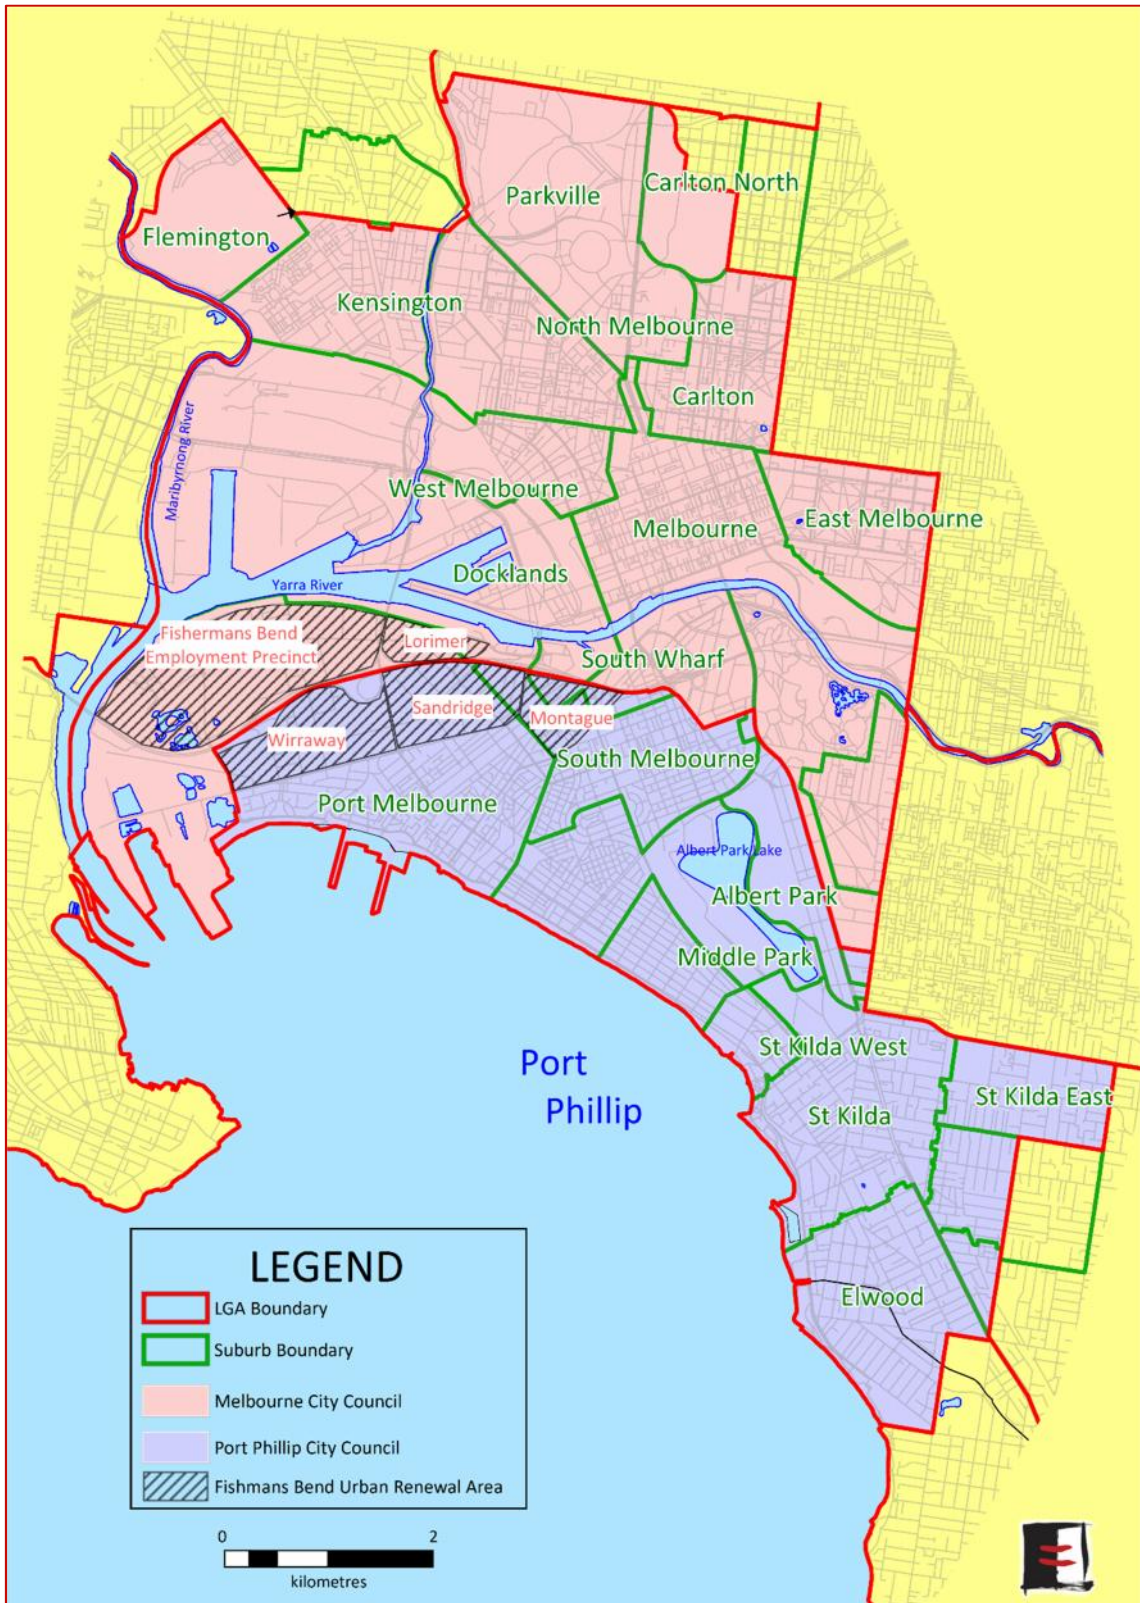 Parkville
Carlton North
Flemington
Kensington
North Melbourne
Carlton
Maribyrnong River
West Melbourne
Melbourne
East Melbourne
Docklands
Yarra River
Fishermans Bend
Employment Precinct
Lorimer
South Wharf
Sandridge
Montague
Wirraway
South Melbourne
Port Melbourne
Albert Park Lake
Albert Park
Middle Park
St Kilda West
Port
Phillip
St Kilda East
St Kilda
Elwood
LEGEND
LGA Boundary
Suburb Boundary
Melbourne City Council
Port Phillip City Council
Fishmans Bend Urban Renewal Area
0 2
kilometres